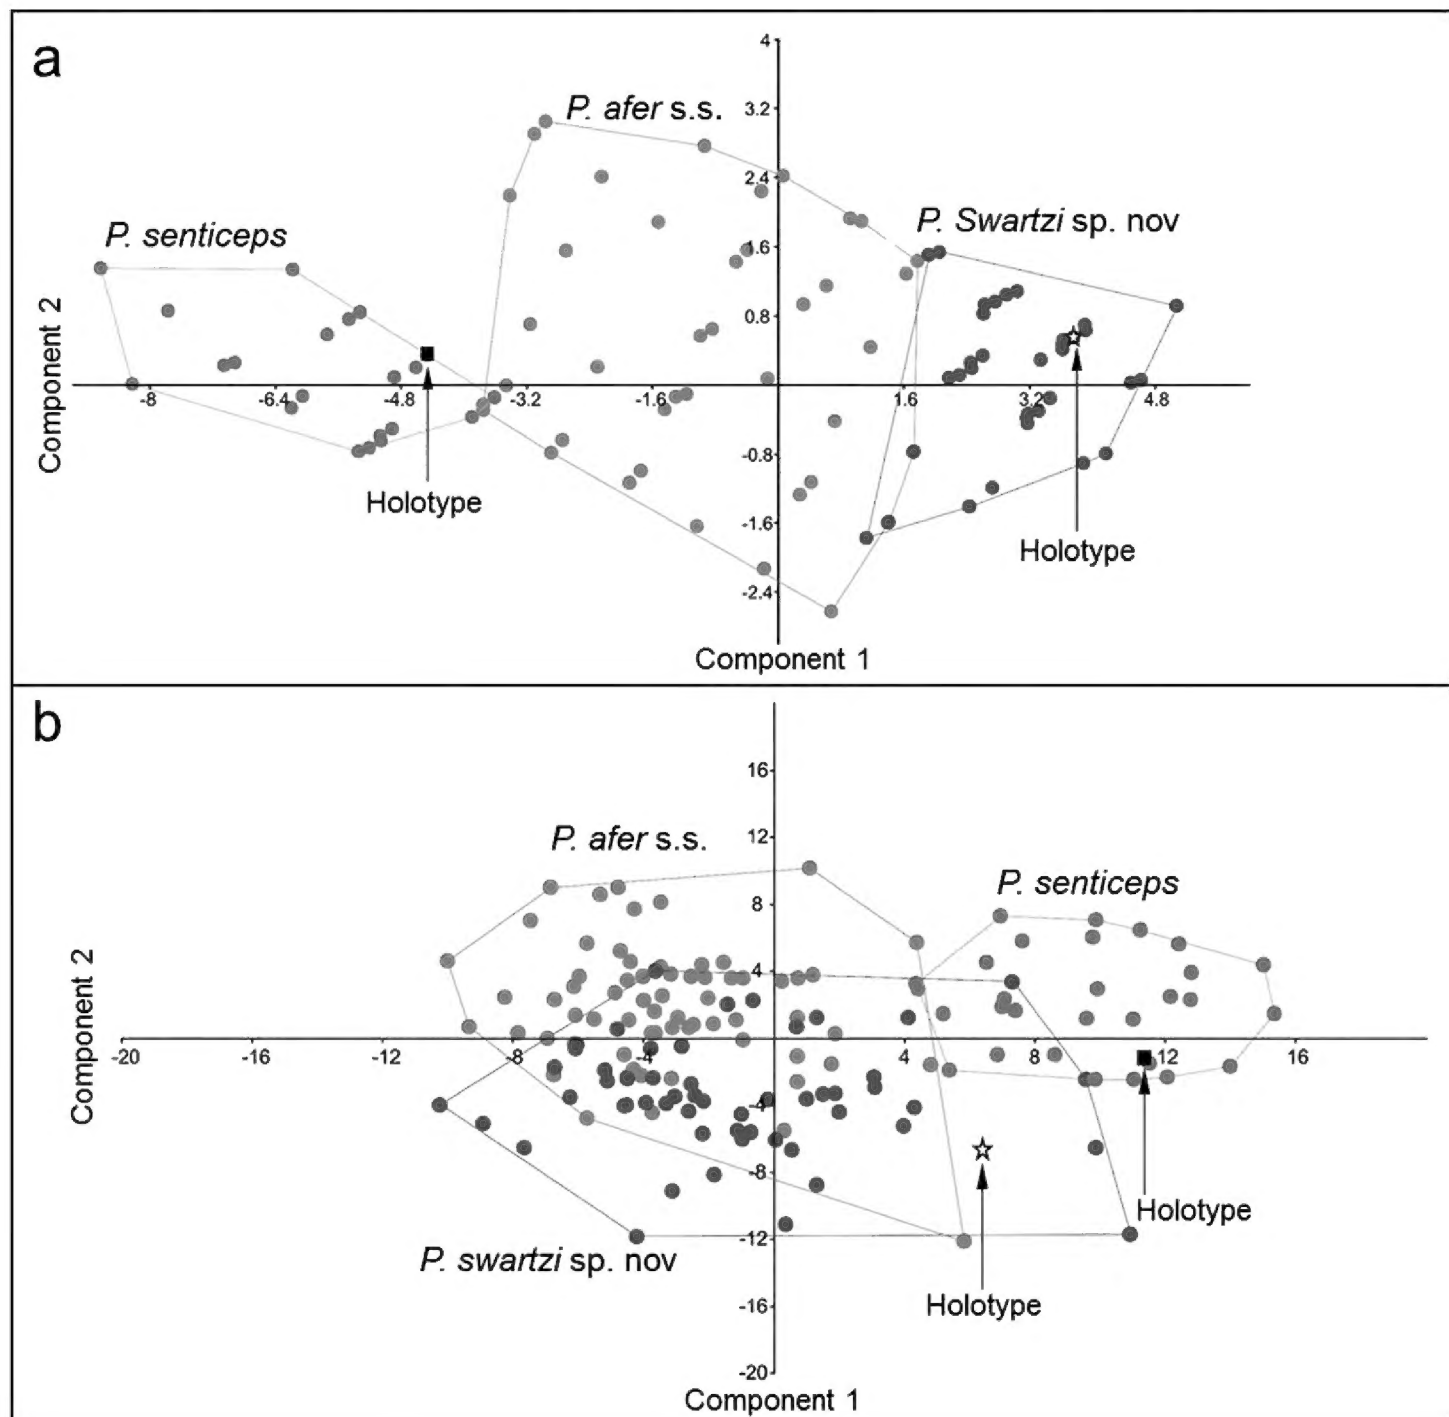 a
4
3.2
P. afer s.s.
2.4
P. senticeps
P. Swartzi sp. nov
1.6
Component 2
0.8
-8 -6.4 -4.8 -3.2 -1.6 1.6 3.2 4.8
-0.8
Holotype
-1.6
Holotype
-2.4
Component 1
b
16
12
P. afer s.s.
P. senticeps
8
Component 2
4
-20 -16 -12 -8 -4 4 8 12 16
-4
-8
Holotype
-12
P. swartzi sp. nov
Holotype
-16
-20
Component 1